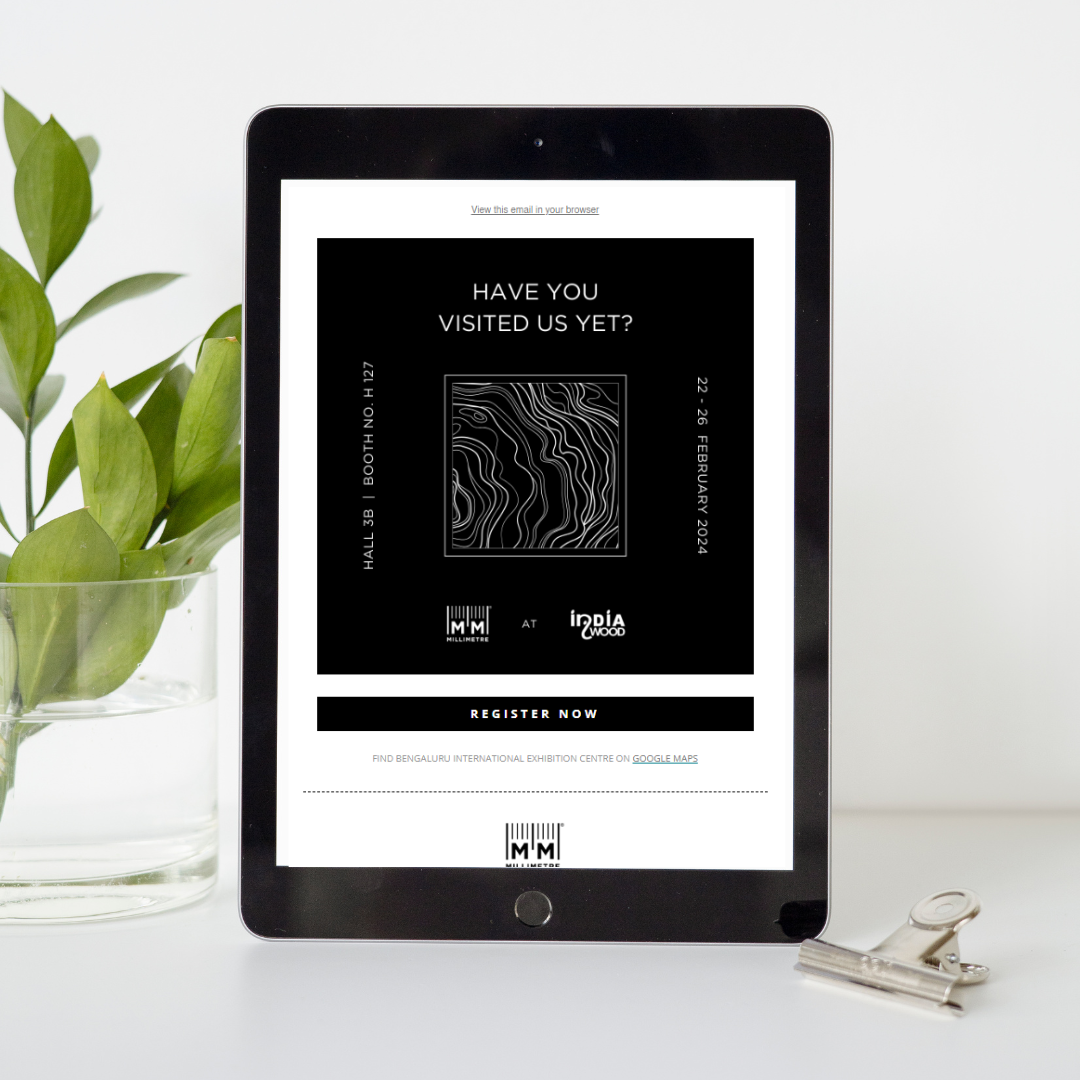 View this email in your browser
HAVE YOU
VISITED US YET?
HALL 3B | BOOTH NO. H 127
22 - 26 FEBRUARY 2024
MM
MILLIMETRE
AT
iNDiA
WOOD
REGISTER NOW
FIND BENGALURU INTERNATIONAL EXHIBITION CENTRE ON GOOGLE MAPS
MM
MILLIMETRE